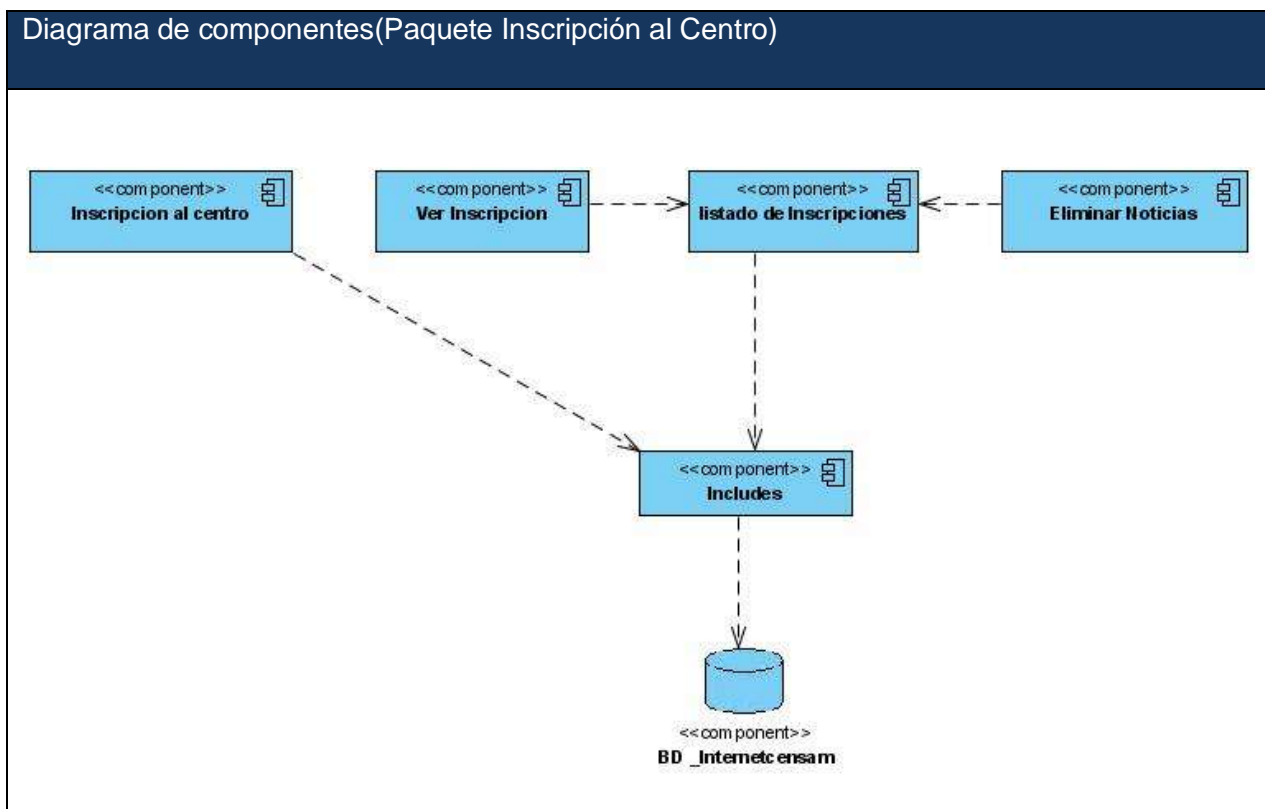 Diagrama de componentes(Paquete Inscripción al Centro)
<<component>>
Inscripcion al centro
<<component>>
Ver Inscripcion
<<component>>
listado de Inscripciones
<<component>>
Eliminar Noticias
<<component>>
Includes
<<component>>
BD _Internetcensam